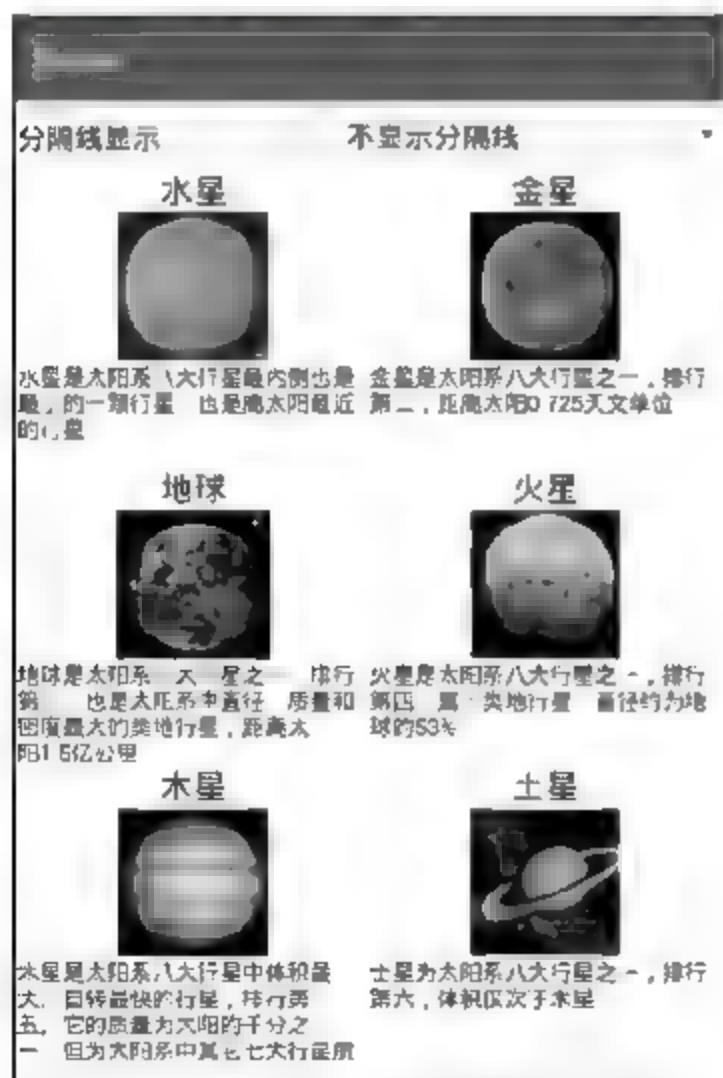 分隔线显示
不显示分隔线
水星
金星
水星是太阳系八大行星最内侧也是
最小的一颗行星 也是离太阳最近
的行星
金星是太阳系八大行星之一，排行
第二，距离太阳0 725天文单位
地球
火星
地球是太阳系 大 星之 排行
第 也是太阳系中直径 质量和
密度最大的类地行星，距离太
阳1 5亿公里
火星是太阳系八大行星之一，排行
第四 属 类地行星 直径约为地
球的53%
木星
土星
木星是太阳系八大行星中体积最
大、自转最快的行星，排行第
五。它的质量为太阳的千分之
一 但为太阳系中其它七大行星质
土星为太阳系八大行星之一，排行
第六，体积仅次于木星